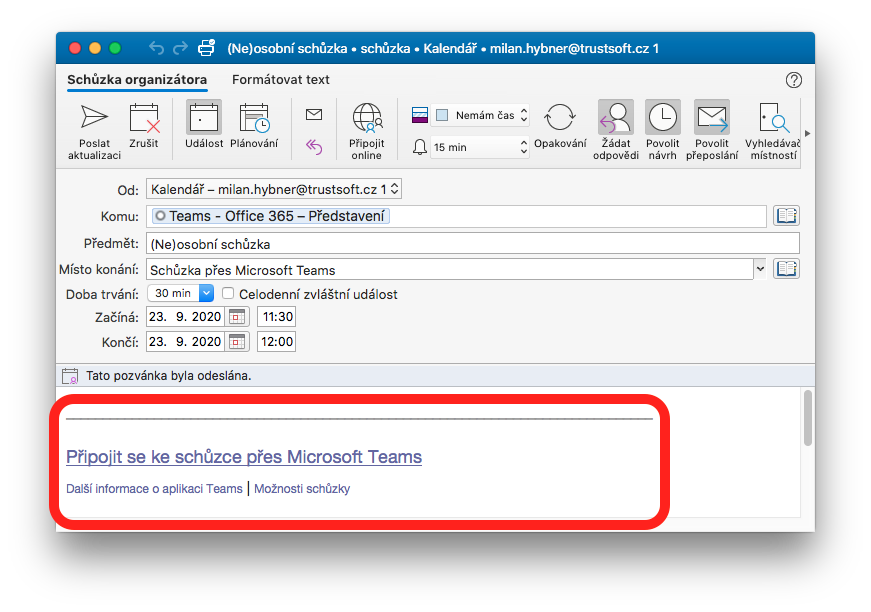 (Ne)osobní schůzka • schůzka • Kalendář • milan.hybner@trustsoft.cz 1
Schůzka organizátora Formátovat text
Poslat aktualizaci Zrušit Událost Plánování Připojit online Nemám čas 15 min Opakování Žádat odpovědi Povolit návrh Povolit přeposlání Vyhledávač místností
Od: Kalendář – milan.hybner@trustsoft.cz 1
Komu: Teams - Office 365 – Představení
Předmět: (Ne)osobní schůzka
Místo konání: Schůzka přes Microsoft Teams
Doba trvání: 30 min Celodenní zvláštní událost
Začíná: 23. 9. 2020 11:30
Končí: 23. 9. 2020 12:00
Tato pozvánka byla odeslána.
Připojit se ke schůzce přes Microsoft Teams
Další informace o aplikaci Teams | Možnosti schůzky